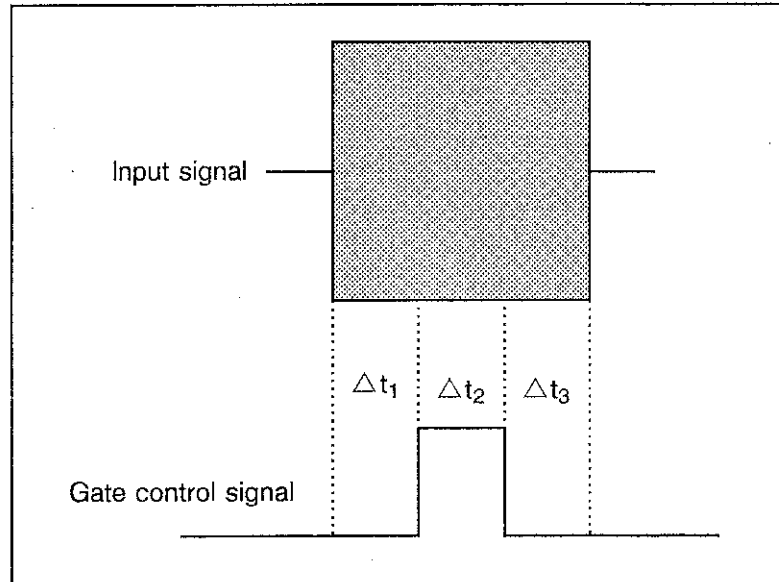 Input signal
△t₁ △t₂ △t₃
Gate control signal